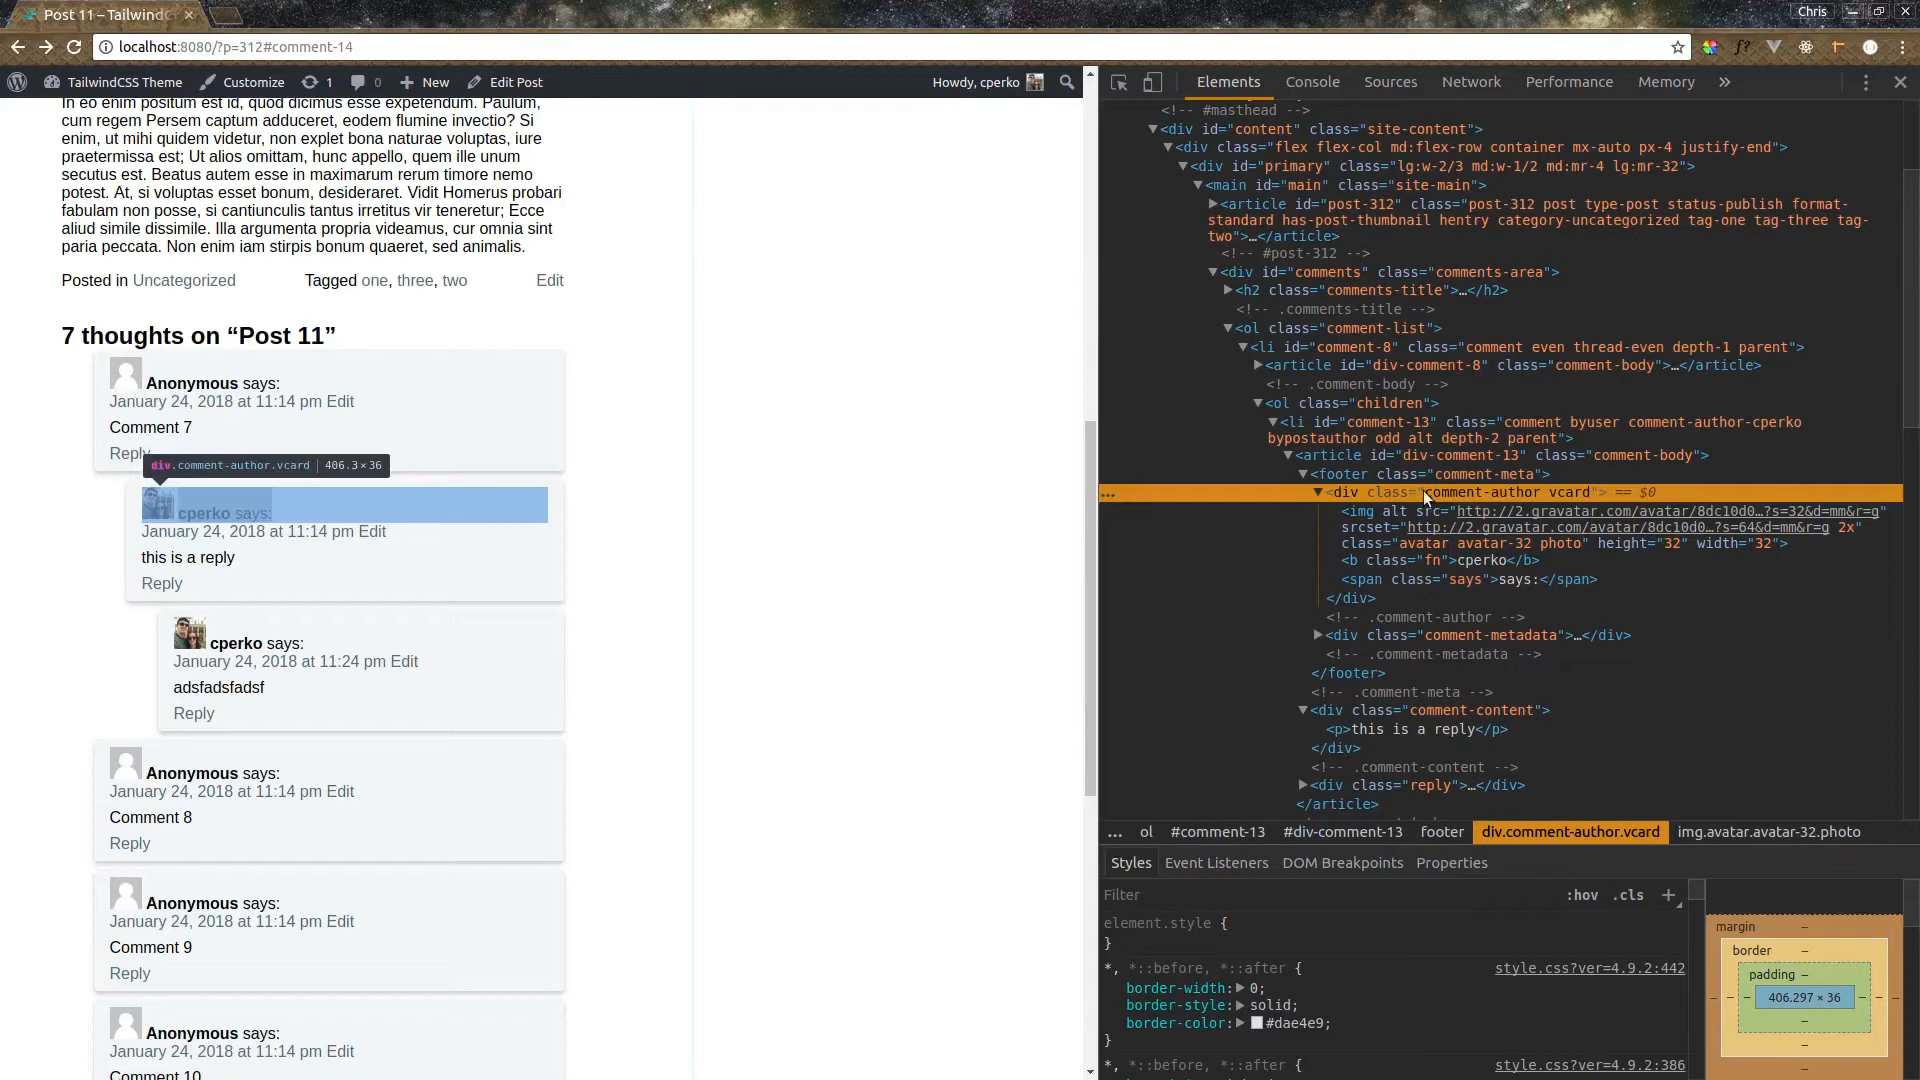 Post 11 – TailwindCS
Chris
localhost:8080/?p=312#comment-14
f?
TailwindCSS Theme Customize 1 0 New Edit Post Howdy, cperko
In eo enim positum est id, quod dicimus esse expetendum. Paulum,
cum regem Persem captum adduceret, eodem flumine invectio? Si
enim, ut mihi quidem videtur, non explet bona naturae voluptas, iure
praetermissa est; Ut alios omittam, hunc appello, quem ille unum
secutus est. Beatus autem esse in maximarum rerum timore nemo
potest. At, si voluptas esset bonum, desideraret. Vidit Homerus probari
fabulam non posse, si cantiunculis tantus irretitus vir teneretur; Ecce
aliud simile dissimile. Illa argumenta propria videamus, cur omnia sint
paria peccata. Non enim iam stirpis bonum quaeret, sed animalis.
Posted in Uncategorized Tagged one, three, two Edit
7 thoughts on “Post 11”
Anonymous says:
January 24, 2018 at 11:14 pm Edit
Comment 7
Reply
div.comment-author.vcard 406.3×36
cperko says:
January 24, 2018 at 11:14 pm Edit
this is a reply
Reply
cperko says:
January 24, 2018 at 11:24 pm Edit
adsfadsfadsf
Reply
Anonymous says:
January 24, 2018 at 11:14 pm Edit
Comment 8
Reply
Anonymous says:
January 24, 2018 at 11:14 pm Edit
Comment 9
Reply
Anonymous says:
January 24, 2018 at 11:14 pm Edit
Comment 10
Elements Console Sources Network Performance Memory »
<!-- #masthead -->
<div id="content" class="site-content">
<div class="flex flex-col md:flex-row container mx-auto px-4 justify-end">
<div id="primary" class="lg:w-2/3 md:w-1/2 md:mr-4 lg:mr-32">
<main id="main" class="site-main">
<article id="post-312" class="post-312 post type-post status-publish format-
standard has-post-thumbnail hentry category-uncategorized tag-one tag-three tag-
two">…</article>
<!-- #post-312 -->
<div id="comments" class="comments-area">
<h2 class="comments-title">…</h2>
<!-- .comments-title -->
<ol class="comment-list">
<li id="comment-8" class="comment even thread-even depth-1 parent">
<article id="div-comment-8" class="comment-body">…</article>
<!-- .comment-body -->
<ol class="children">
<li id="comment-13" class="comment byuser comment-author-cperko
bypostauthor odd alt depth-2 parent">
<article id="div-comment-13" class="comment-body">
<footer class="comment-meta">
… <div class="comment-author vcard"> == $0
<img alt src="http://2.gravatar.com/avatar/8dc10d0…?s=32&d=mm&r=g"
srcset="http://2.gravatar.com/avatar/8dc10d0…?s=64&d=mm&r=g 2x"
class="avatar avatar-32 photo" height="32" width="32">
<b class="fn">cperko</b>
<span class="says">says:</span>
</div>
<!-- .comment-author -->
<div class="comment-metadata">…</div>
<!-- .comment-metadata -->
</footer>
<!-- .comment-meta -->
<div class="comment-content">
<p>this is a reply</p>
</div>
<!-- .comment-content -->
<div class="reply">…</div>
</article>
… ol #comment-13 #div-comment-13 footer div.comment-author.vcard img.avatar.avatar-32.photo
Styles Event Listeners DOM Breakpoints Properties
Filter :hov .cls +
element.style {
}
*, *::before, *::after { style.css?ver=4.9.2:442
border-width: 0;
border-style: solid;
border-color: #dae4e9;
}
*, *::before, *::after { style.css?ver=4.9.2:386
margin –
border –
padding –
– – – 406.297 × 36 – – –
–
–
–